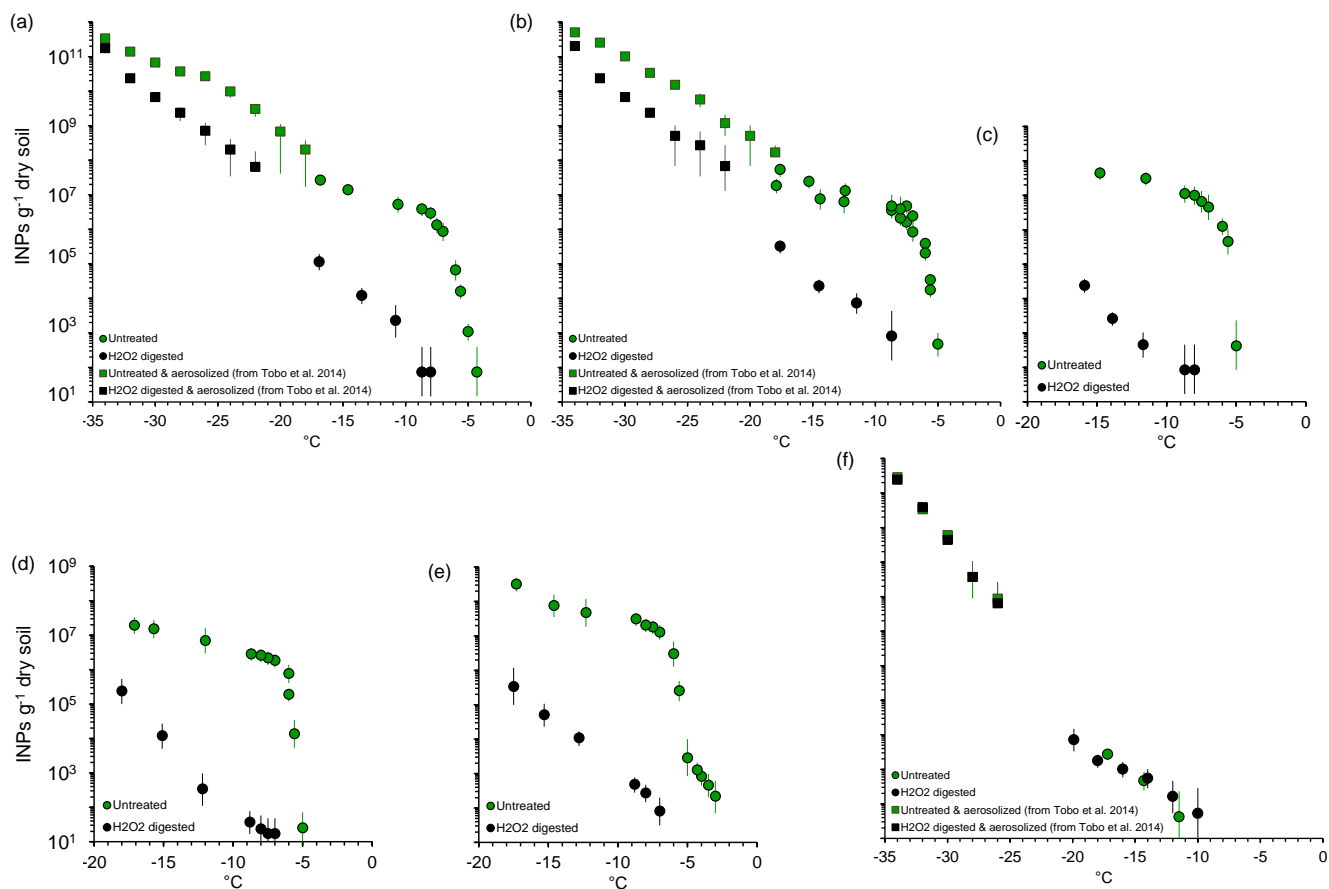 (a)
INPs g-1 dry soil
10^11
10^9
10^7
10^5
10^3
10^1
Untreated
H2O2 digested
Untreated & aerosolized (from Tobo et al. 2014)
H2O2 digested & aerosolized (from Tobo et al. 2014)
-35 -30 -25 -20 -15 -10 -5 0
°C
(b)
Untreated
H2O2 digested
Untreated & aerosolized (from Tobo et al. 2014)
H2O2 digested & aerosolized (from Tobo et al. 2014)
-35 -30 -25 -20 -15 -10 -5 0
°C
(c)
Untreated
H2O2 digested
-20 -15 -10 -5 0
°C
(d)
INPs g-1 dry soil
10^9
10^7
10^5
10^3
10^1
Untreated
H2O2 digested
-20 -15 -10 -5 0
°C
(e)
Untreated
H2O2 digested
-20 -15 -10 -5 0
°C
(f)
Untreated
H2O2 digested
Untreated & aerosolized (from Tobo et al. 2014)
H2O2 digested & aerosolized (from Tobo et al. 2014)
-35 -30 -25 -20 -15 -10 -5 0
°C